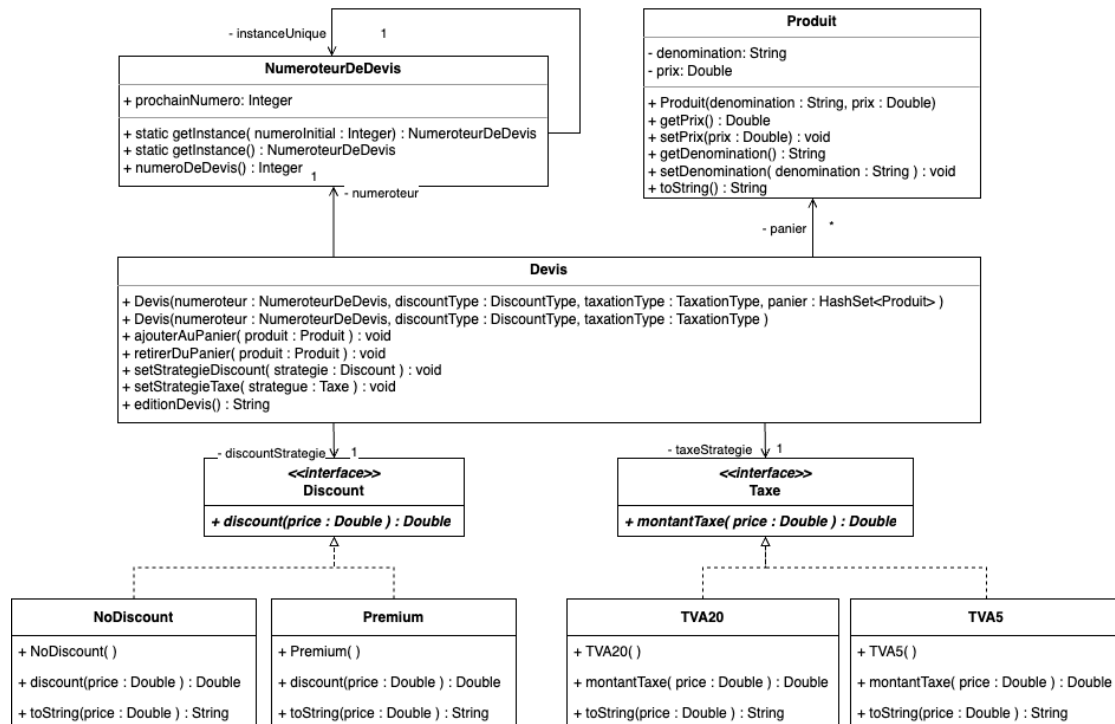 - instanceUnique
1
NumeroteurDeDevis
+ prochainNumero: Integer
+ static getInstance( numeroInitial : Integer) : NumeroteurDeDevis
+ static getInstance() : NumeroteurDeDevis
+ numeroDeDevis() : Integer
1
- numeroteur
Produit
- denomination: String
- prix: Double
+ Produit(denomination : String, prix : Double)
+ getPrix() : Double
+ setPrix(prix : Double) : void
+ getDenomination() : String
+ setDenomination( denomination : String ) : void
+ toString() : String
- panier
*
Devis
+ Devis(numeroteur : NumeroteurDeDevis, discountType : DiscountType, taxationType : TaxationType, panier : HashSet<Produit> )
+ Devis(numeroteur : NumeroteurDeDevis, discountType : DiscountType, taxationType : TaxationType )
+ ajouterAuPanier( produit : Produit ) : void
+ retirerDuPanier( produit : Produit ) : void
+ setStrategieDiscount( strategie : Discount ) : void
+ setStrategieTaxe( strategue : Taxe ) : void
+ editionDevis() : String
- discountStrategie
1
<<interface>>
Discount
+ discount(price : Double ) : Double
- taxeStrategie
1
<<interface>>
Taxe
+ montantTaxe( price : Double ) : Double
NoDiscount
+ NoDiscount( )
+ discount(price : Double ) : Double
+ toString(price : Double ) : String
Premium
+ Premium( )
+ discount(price : Double ) : Double
+ toString(price : Double ) : String
TVA20
+ TVA20( )
+ montantTaxe( price : Double ) : Double
+ toString(price : Double ) : String
TVA5
+ TVA5( )
+ montantTaxe( price : Double ) : Double
+ toString(price : Double ) : String